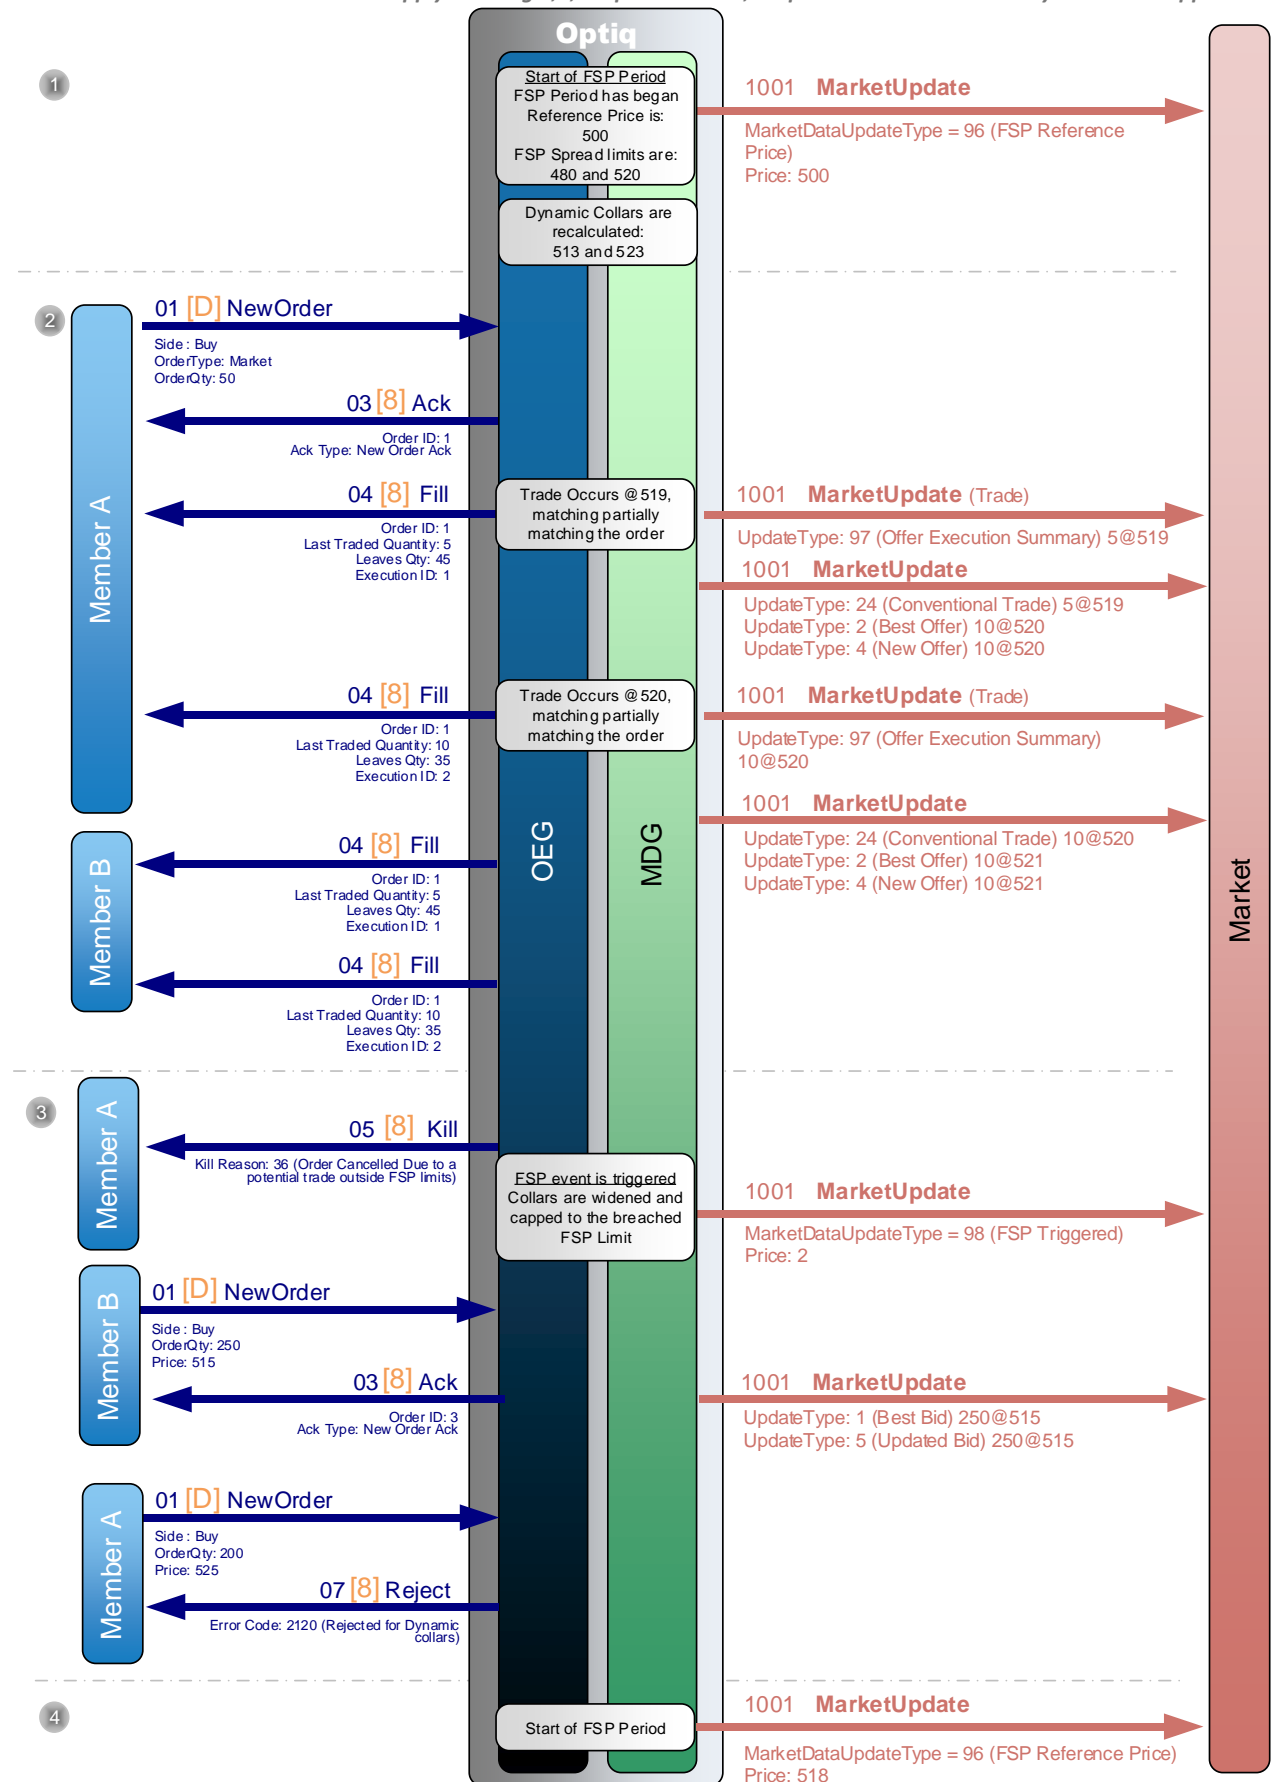 Optiq
1
Start of FSP Period
FSP Period has began
Reference Price is:
500
FSP Spread limits are:
480 and 520
1001 MarketUpdate
MarketDataUpdateType = 96 (FSP Reference
Price)
Price: 500
Dynamic Collars are
recalculated:
513 and 523
2
Member A
01 [D] NewOrder
Side : Buy
OrderType: Market
OrderQty: 50
03 [8] Ack
Order ID: 1
Ack Type: New Order Ack
04 [8] Fill
Order ID: 1
Last Traded Quantity: 5
Leaves Qty: 45
Execution ID: 1
Trade Occurs @519,
matching partially
matching the order
1001 MarketUpdate (Trade)
UpdateType: 97 (Offer Execution Summary) 5@519
1001 MarketUpdate
UpdateType: 24 (Conventional Trade) 5@519
UpdateType: 2 (Best Offer) 10@520
UpdateType: 4 (New Offer) 10@520
04 [8] Fill
Order ID: 1
Last Traded Quantity: 10
Leaves Qty: 35
Execution ID: 2
Trade Occurs @520,
matching partially
matching the order
1001 MarketUpdate (Trade)
UpdateType: 97 (Offer Execution Summary)
10@520
1001 MarketUpdate
UpdateType: 24 (Conventional Trade) 10@520
UpdateType: 2 (Best Offer) 10@521
UpdateType: 4 (New Offer) 10@521
OEG
MDG
Market
Member B
04 [8] Fill
Order ID: 1
Last Traded Quantity: 5
Leaves Qty: 45
Execution ID: 1
04 [8] Fill
Order ID: 1
Last Traded Quantity: 10
Leaves Qty: 35
Execution ID: 2
3
Member A
05 [8] Kill
Kill Reason: 36 (Order Cancelled Due to a
potential trade outside FSP limits)
FSP event is triggered
Collars are widened and
capped to the breached
FSP Limit
1001 MarketUpdate
MarketDataUpdateType = 98 (FSP Triggered)
Price: 2
Member B
01 [D] NewOrder
Side : Buy
OrderQty: 250
Price: 515
03 [8] Ack
Order ID: 3
Ack Type: New Order Ack
1001 MarketUpdate
UpdateType: 1 (Best Bid) 250@515
UpdateType: 5 (Updated Bid) 250@515
Member A
01 [D] NewOrder
Side : Buy
OrderQty: 200
Price: 525
07 [8] Reject
Error Code: 2120 (Rejected for Dynamic
collars)
4
Start of FSP Period
1001 MarketUpdate
MarketDataUpdateType = 96 (FSP Reference Price)
Price: 518